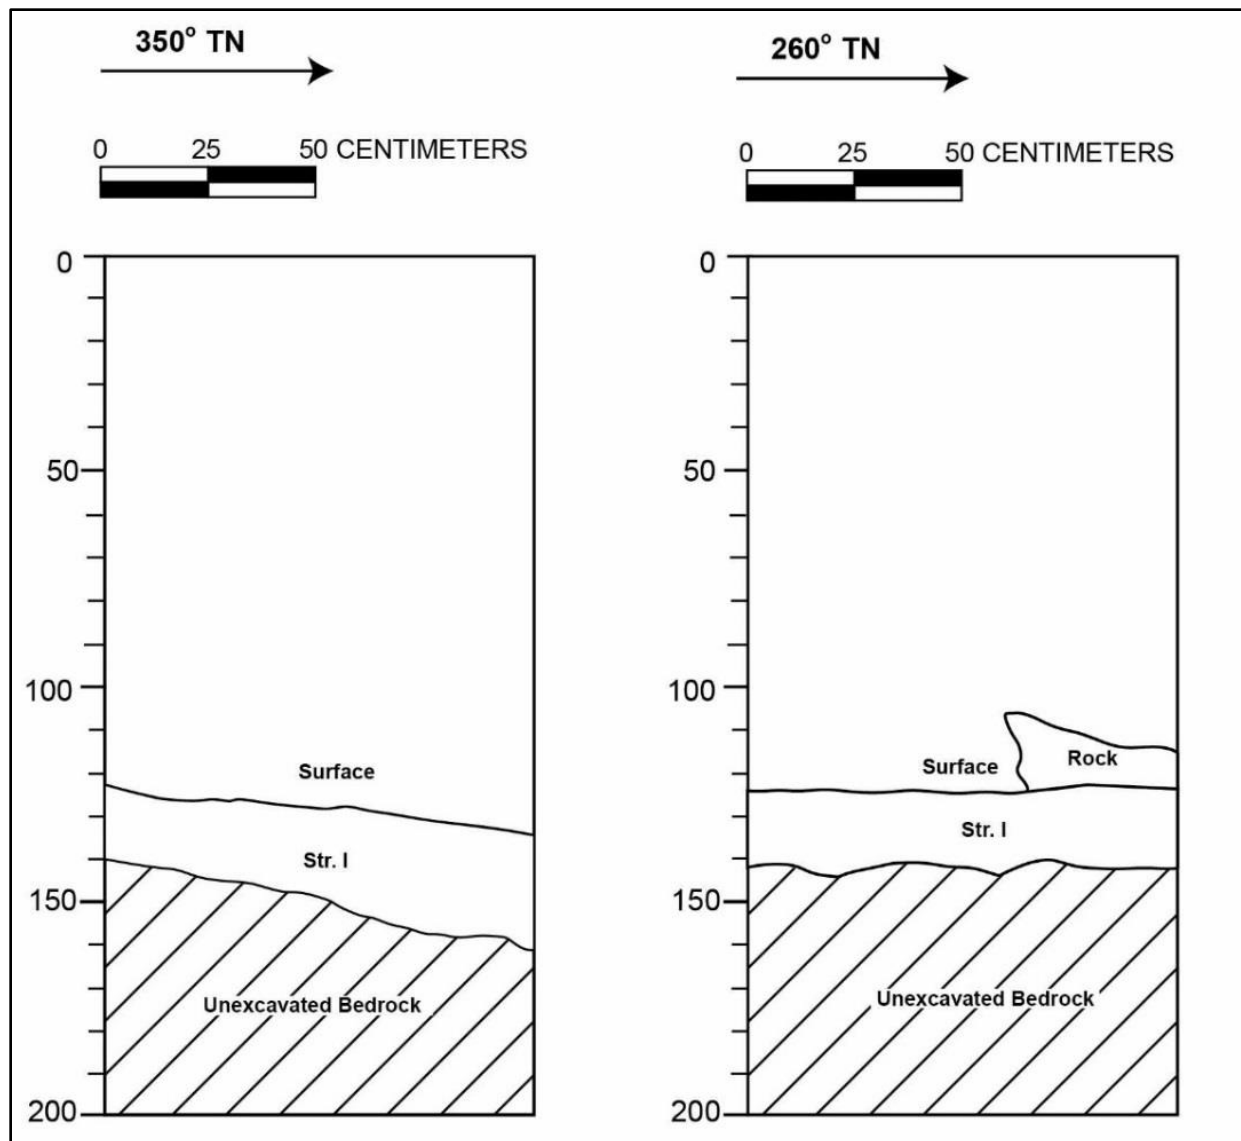 350° TN
0 25 50 CENTIMETERS
0
50
100
150
200
Surface
Str. I
Unexcavated Bedrock
260° TN
0 25 50 CENTIMETERS
0
50
100
150
200
Rock
Surface
Str. I
Unexcavated Bedrock